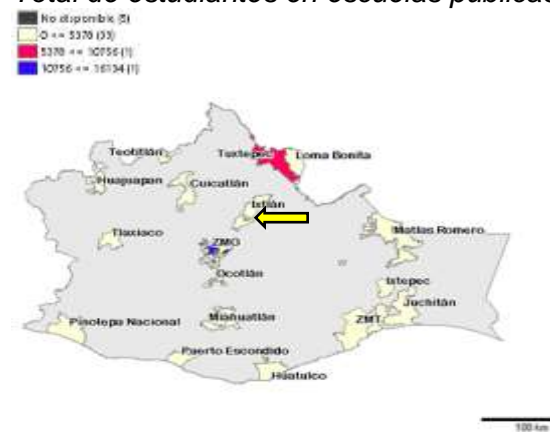 Total de estudiantes en escuelas públicas
No disponible (5)
0 <= 5378 (33)
5378 <= 10756 (1)
10756 <= 16134 (1)
Teotitlán
Tuxtepec
Loma Bonita
Huajuapan
Cuicatlán
Ixtlán
Tlaxiaco
Matías Romero
ZMO
Ocotlán
Ixtepec
Juchitán
Pinotepa Nacional
Miahuatlán
ZMT
Puerto Escondido
Huatulco
100 km